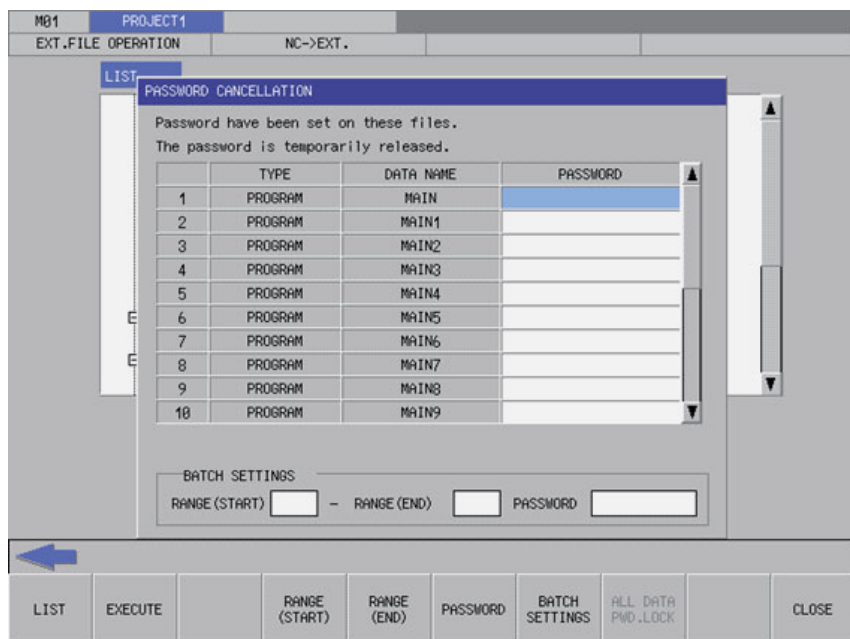 M01 PROJECT1
EXT.FILE OPERATION NC->EXT.
LIST
PASSWORD CANCELLATION
Password have been set on these files.
The password is temporarily released.
TYPE DATA NAME PASSWORD
1 PROGRAM MAIN
2 PROGRAM MAIN1
3 PROGRAM MAIN2
4 PROGRAM MAIN3
5 PROGRAM MAIN4
6 PROGRAM MAIN5
7 PROGRAM MAIN6
8 PROGRAM MAIN7
9 PROGRAM MAIN8
10 PROGRAM MAIN9
BATCH SETTINGS
RANGE(START) - RANGE(END) PASSWORD
LIST EXECUTE RANGE (START) RANGE (END) PASSWORD BATCH SETTINGS ALL DATA PWD.LOCK CLOSE